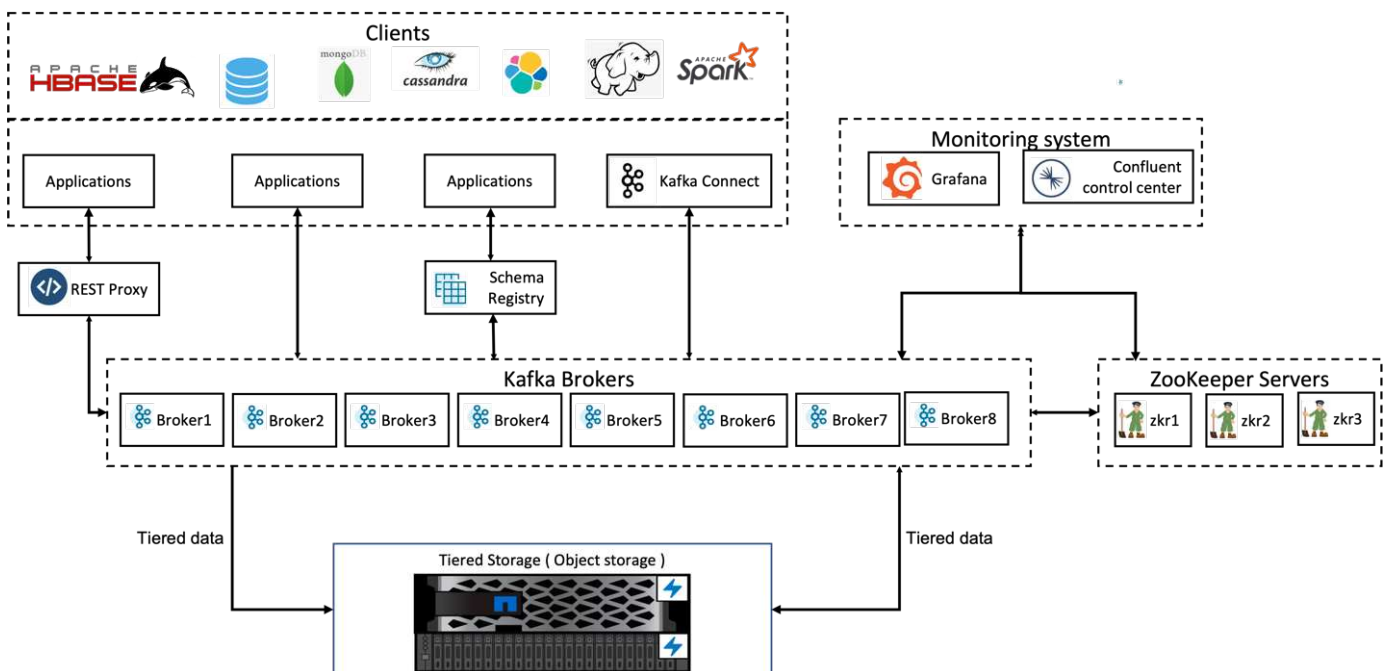 Clients
APACHE
HBASE
mongoDB
cassandra
APACHE
Spark
Applications
Applications
Applications
Kafka Connect
Monitoring system
Grafana
Confluent
control center
REST Proxy
Schema
Registry
Kafka Brokers
Broker1
Broker2
Broker3
Broker4
Broker5
Broker6
Broker7
Broker8
ZooKeeper Servers
zkr1
zkr2
zkr3
Tiered data
Tiered data
Tiered Storage ( Object storage )